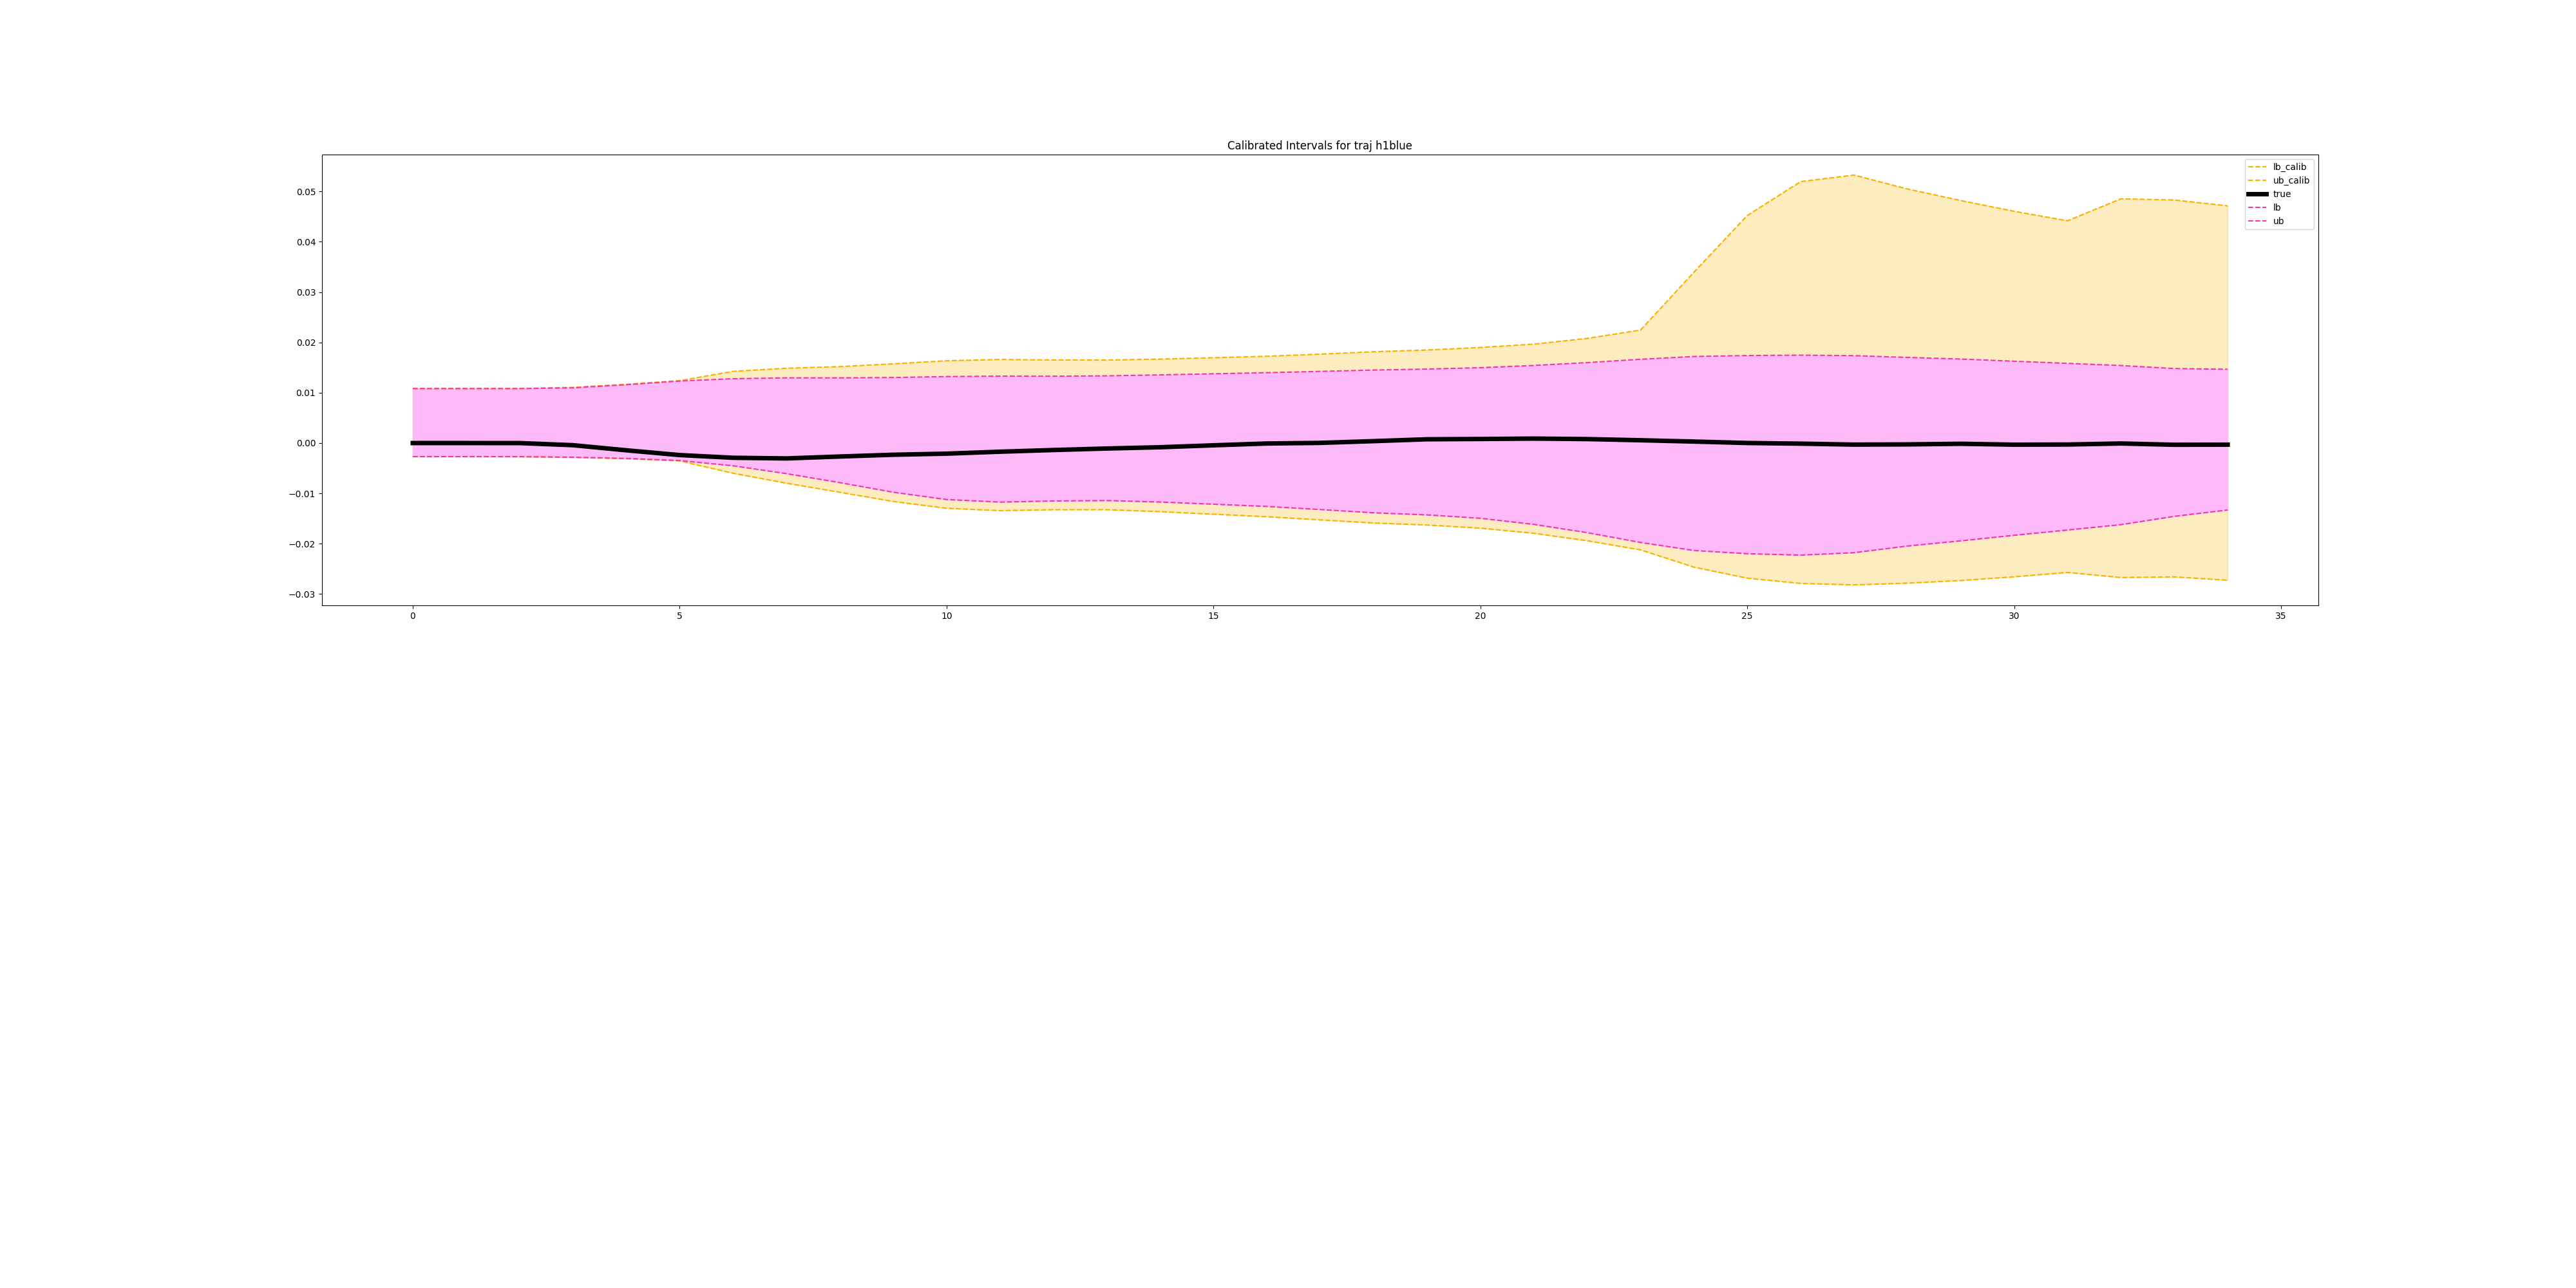 Calibrated Intervals for traj h1blue
lb_calib
ub_calib
true
lb
ub
0.05
0.04
0.03
0.02
0.01
0.00
−0.01
−0.02
−0.03
0 5 10 15 20 25 30 35